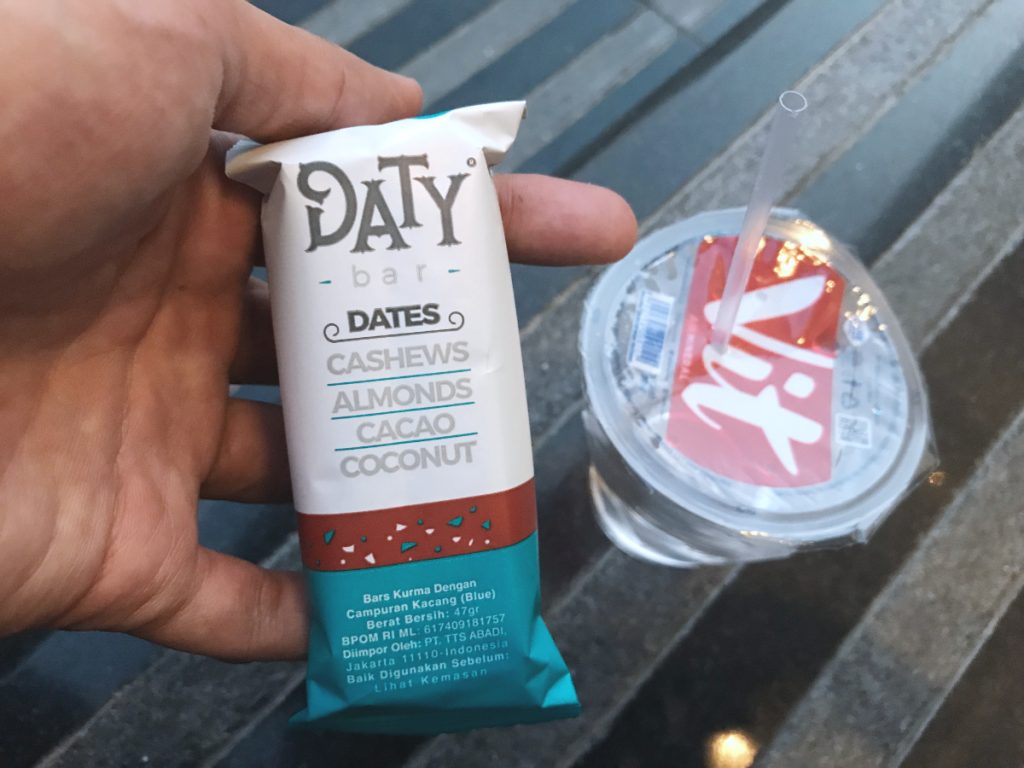 DATY®
- bar -
DATES
CASHEWS
ALMONDS
CACAO
COCONUT
Bars Kurma Dengan
Campuran Kacang (Blue)
Berat Bersih: 47gr
BPOM RI ML: 617409181757
Diimpor Oleh: PT. TTS ABADI,
Jakarta 11110-Indonesia
Baik Digunakan Sebelum:
Lihat Kemasan
Vit